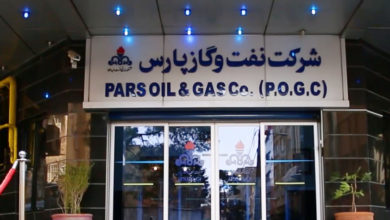 شرکت نفت و گاز پارس
PARS OIL & GAS Co. (P.O.G.C)